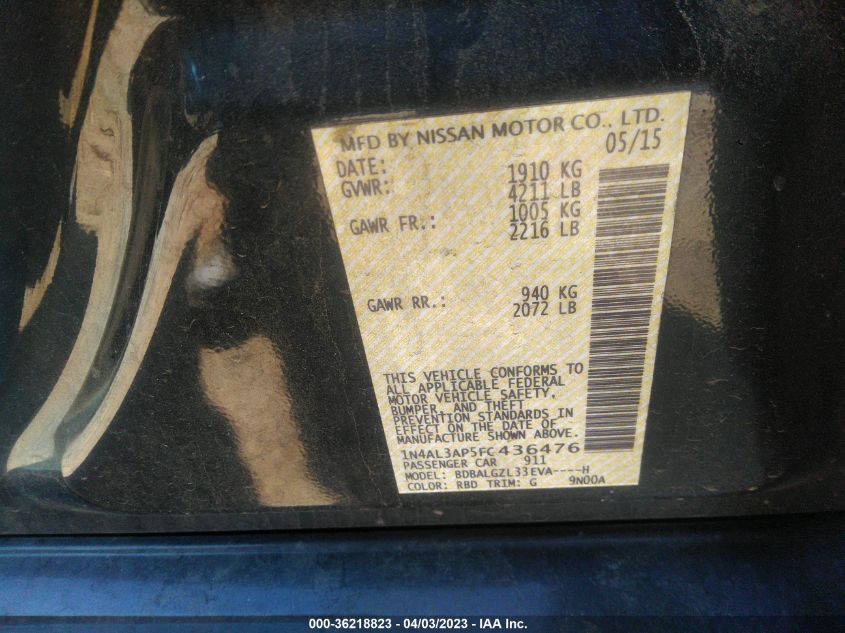 MFD BY NISSAN MOTOR CO., LTD.
DATE: 05/15
GVWR: 1910 KG
4211 LB
GAWR FR.: 1005 KG
2216 LB
GAWR RR.: 940 KG
2072 LB
THIS VEHICLE CONFORMS TO
ALL APPLICABLE FEDERAL
MOTOR VEHICLE SAFETY,
BUMPER, AND THEFT
PREVENTION STANDARDS IN
EFFECT ON THE DATE OF
MANUFACTURE SHOWN ABOVE.
1N4AL3AP5FC436476
PASSENGER CAR 911
MODEL: BDBALGZL33EVA----H
COLOR: RBD TRIM: G 9N00A
000-36218823 - 04/03/2023 - IAA Inc.